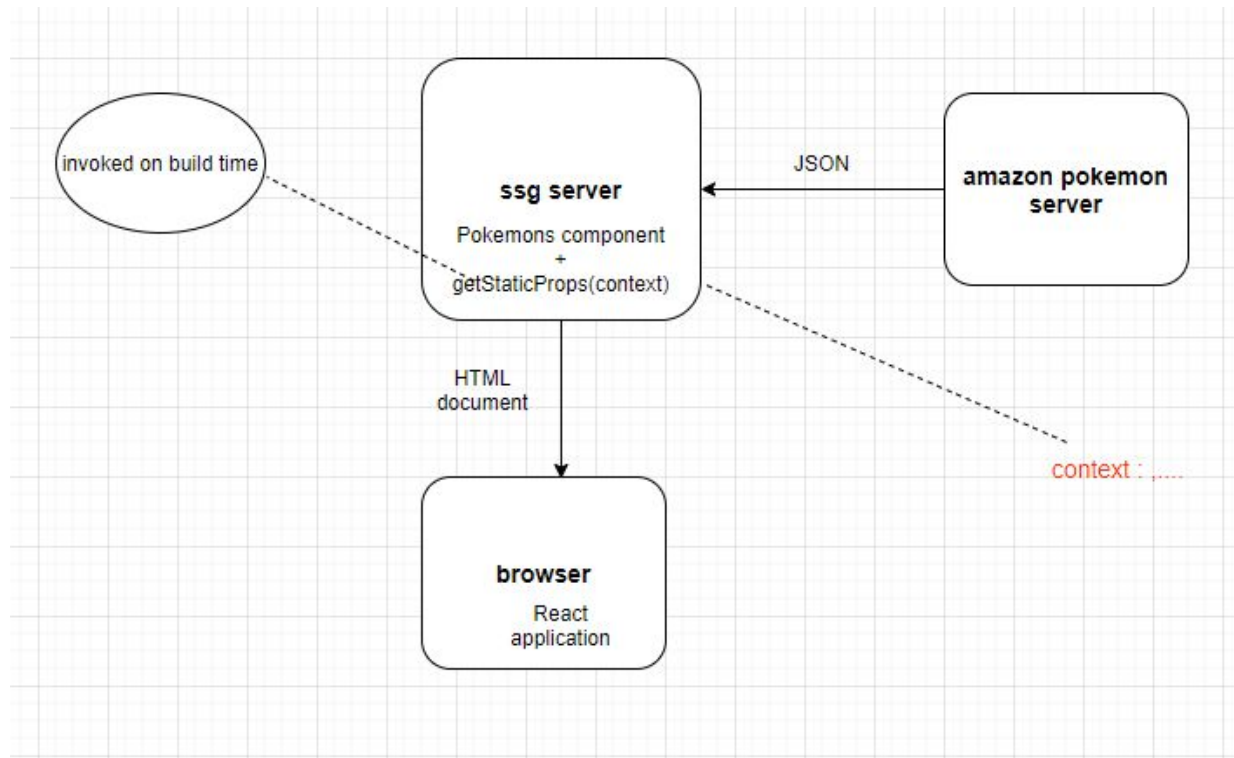 invoked on build time
ssg server
Pokemons component
+
getStaticProps(context)
JSON
amazon pokemon
server
HTML
document
context : ,....
browser
React
application